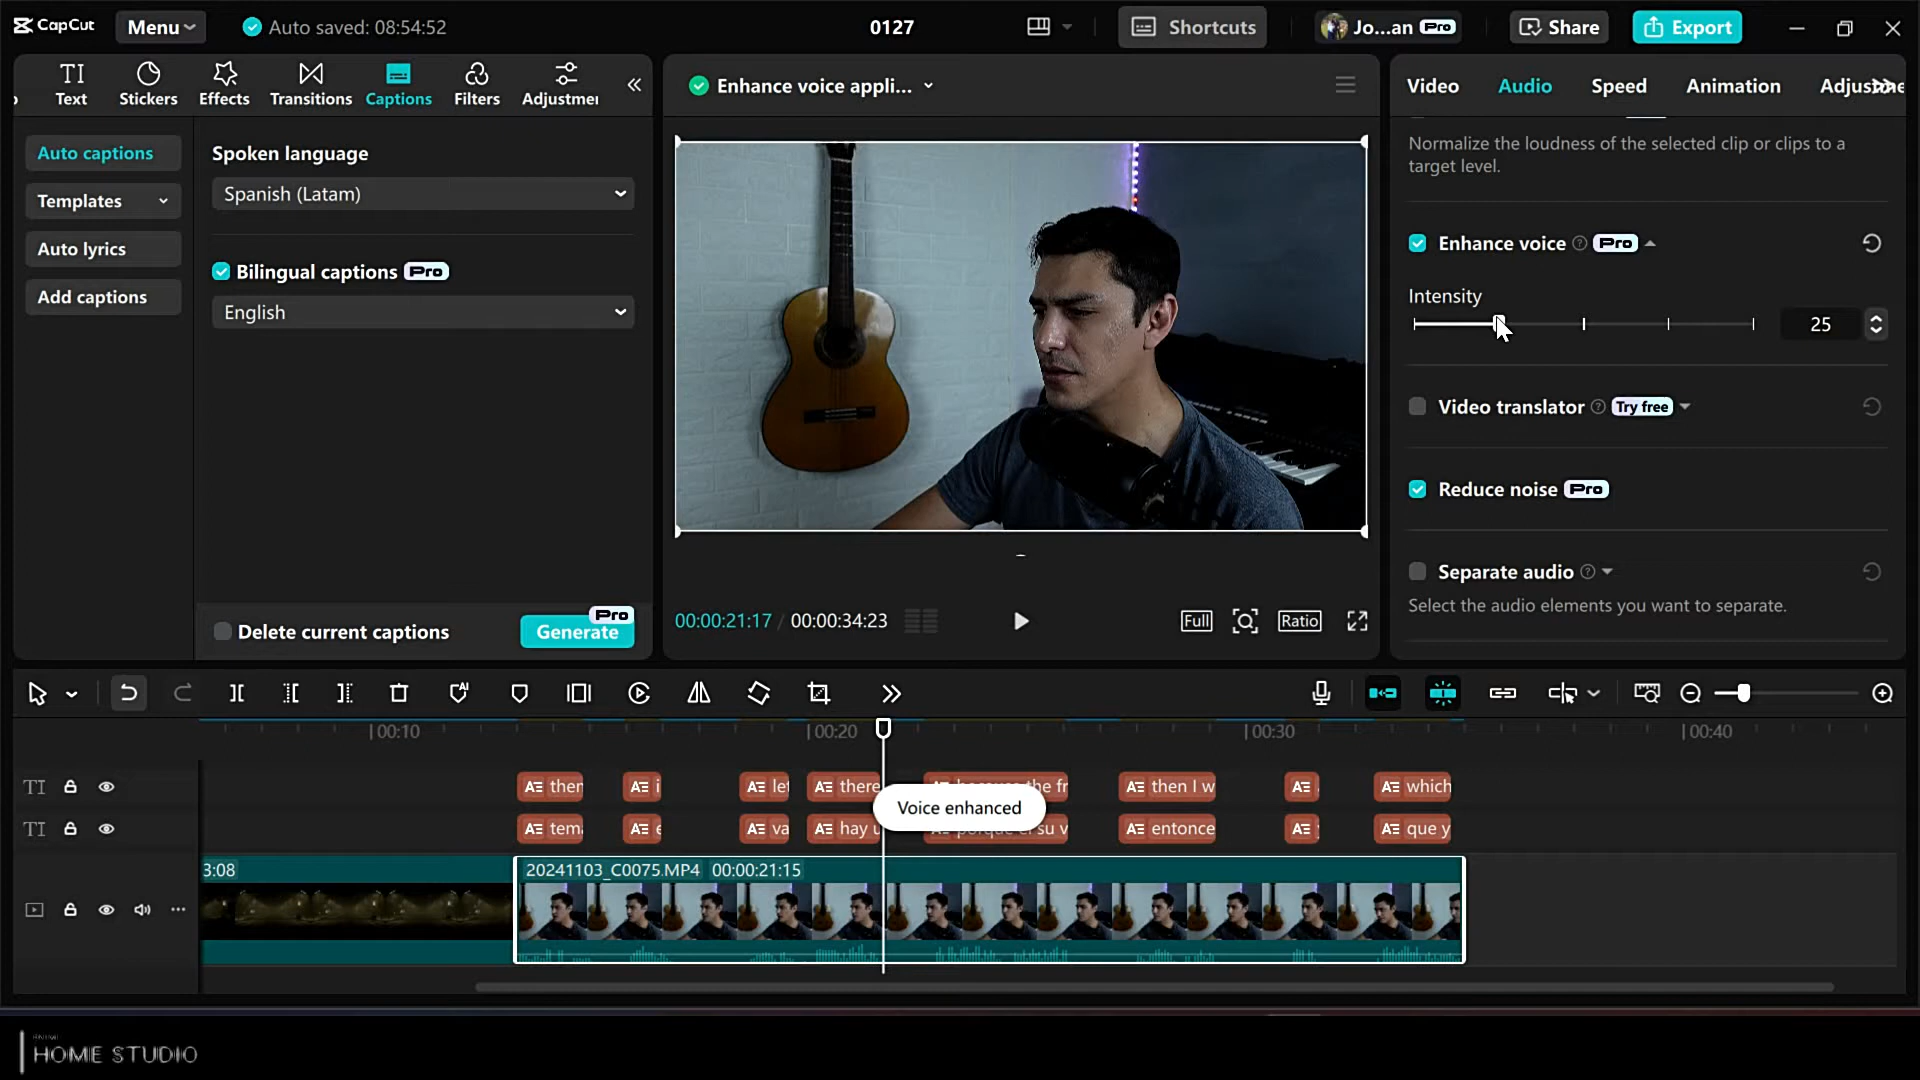 CapCut
Menu
Auto saved: 08:54:52
0127
Shortcuts
Jo...an Pro
Share
Export
Text
Stickers
Effects
Transitions
Captions
Filters
Adjustmer
Auto captions
Templates
Auto lyrics
Add captions
Spoken language
Spanish (Latam)
Bilingual captions Pro
English
Delete current captions
Pro
Generate
Enhance voice appli...
00:00:21:17 / 00:00:34:23
Full
Ratio
Video
Audio
Speed
Animation
Normalize the loudness of the selected clip or clips to a
target level.
Enhance voice Pro
Intensity
25
Video translator Try free
Reduce noise Pro
Separate audio
Select the audio elements you want to separate.
00:10
00:20
00:30
00:40
TI
then
i
let
there
because the fr
then I w
which
Voice enhanced
TI
tem
e
va
hay u
porque si su v
entonce
que y
3:08
20241103_C0075.MP4 00:00:21:15
HOME STUDIO